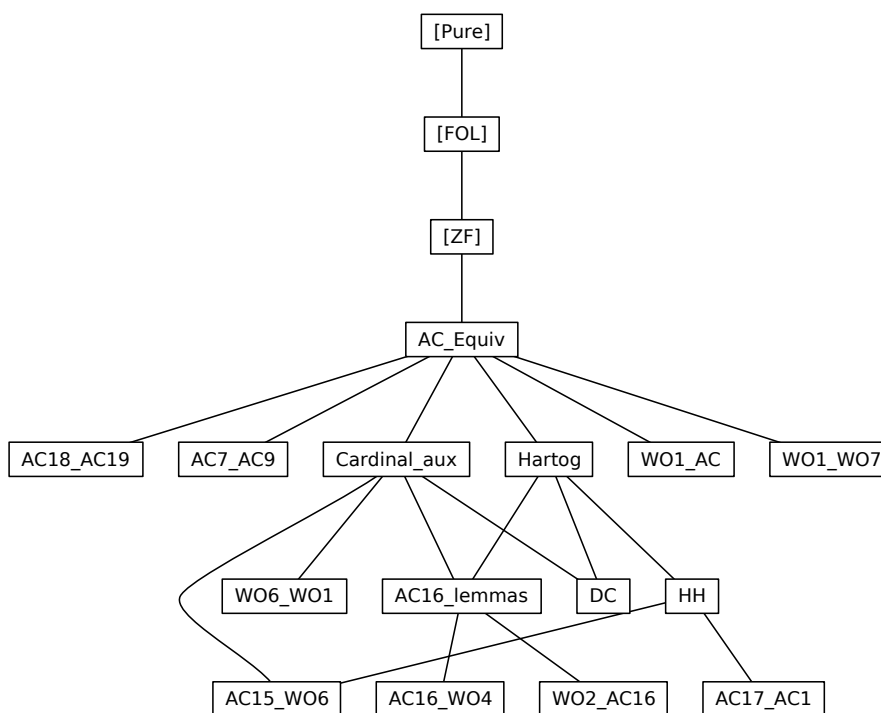 [Pure]
[FOL]
[ZF]
AC_Equiv
AC18_AC19
AC7_AC9
Cardinal_aux
Hartog
WO1_AC
WO1_WO7
WO6_WO1
AC16_lemmas
DC
HH
AC15_WO6
AC16_WO4
WO2_AC16
AC17_AC1